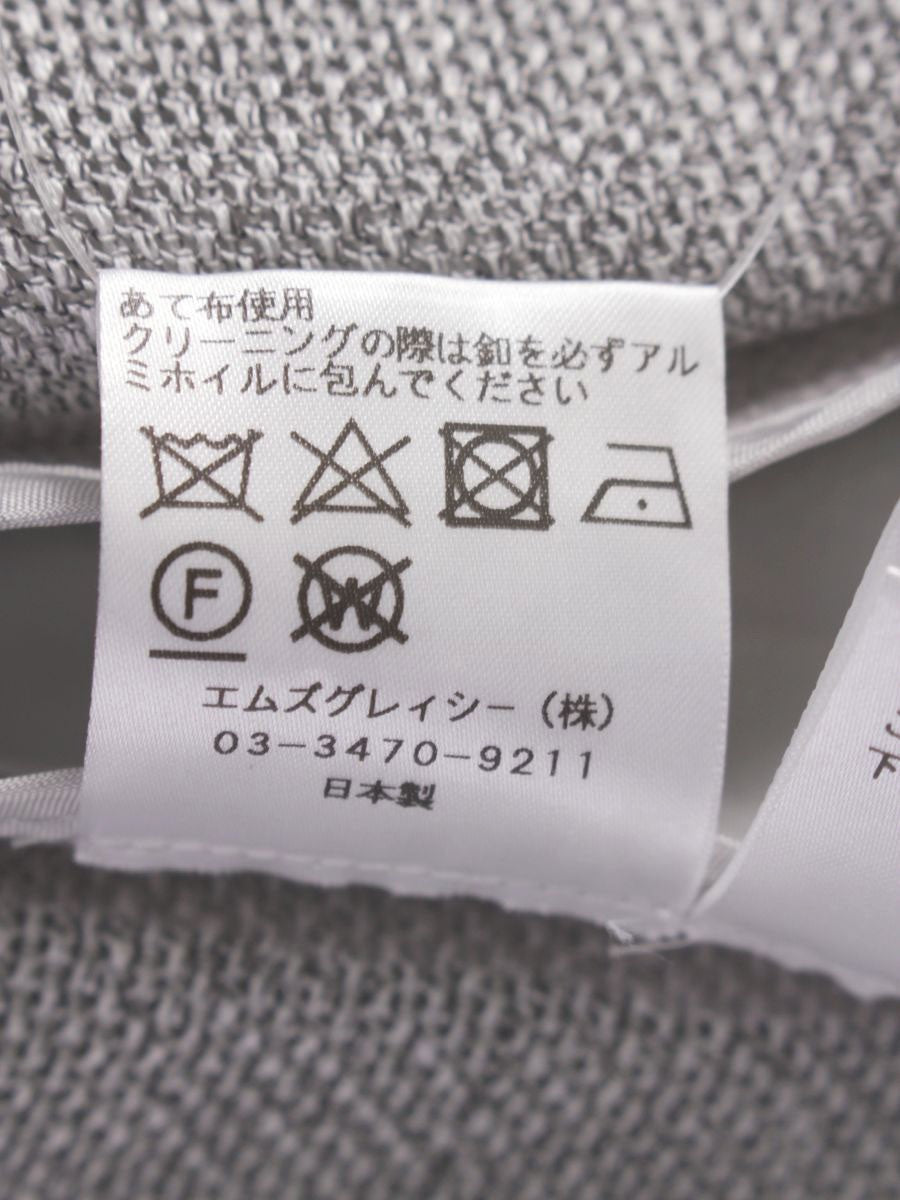 あて布使用
クリーニングの際は釦を必ずアル
ミホイルに包んでください
F
W
エムズグレイシー（株）
03-3470-9211
日本製
下